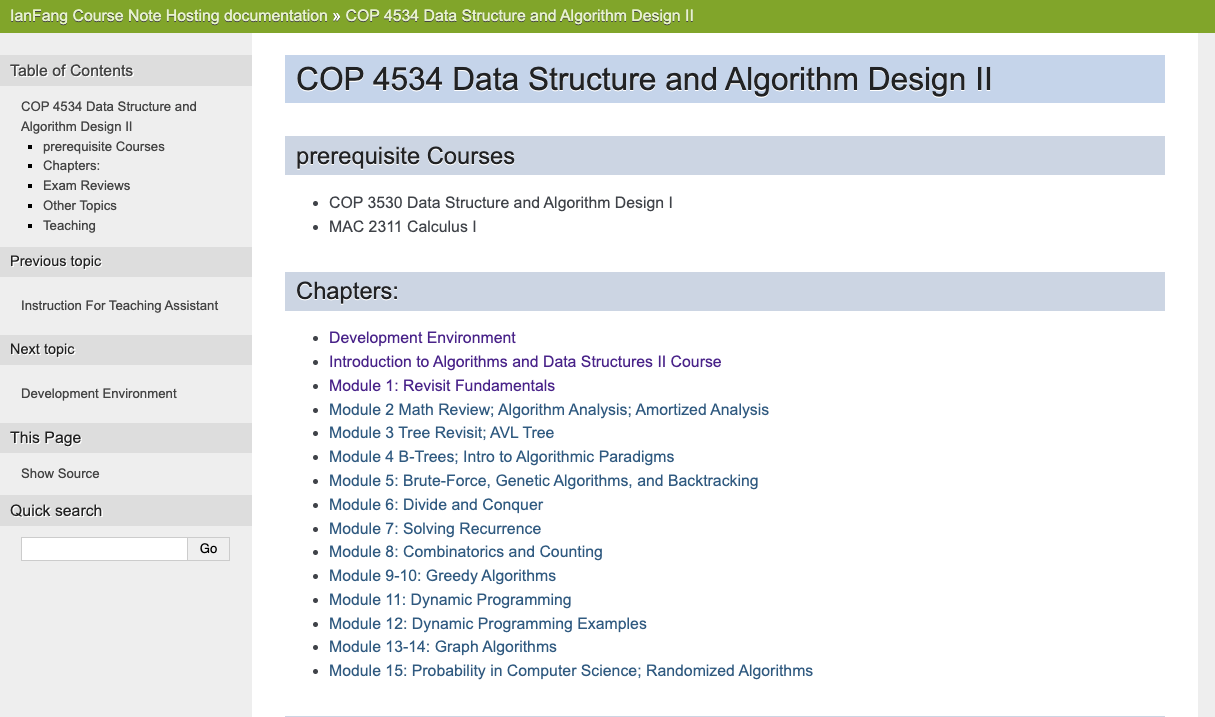 IanFang Course Note Hosting documentation » COP 4534 Data Structure and Algorithm Design II
Table of Contents
COP 4534 Data Structure and
Algorithm Design II
prerequisite Courses
Chapters:
Exam Reviews
Other Topics
Teaching
Previous topic
Instruction For Teaching Assistant
Next topic
Development Environment
This Page
Show Source
Quick search
Go
COP 4534 Data Structure and Algorithm Design II
prerequisite Courses
COP 3530 Data Structure and Algorithm Design I
MAC 2311 Calculus I
Chapters:
Development Environment
Introduction to Algorithms and Data Structures II Course
Module 1: Revisit Fundamentals
Module 2 Math Review; Algorithm Analysis; Amortized Analysis
Module 3 Tree Revisit; AVL Tree
Module 4 B-Trees; Intro to Algorithmic Paradigms
Module 5: Brute-Force, Genetic Algorithms, and Backtracking
Module 6: Divide and Conquer
Module 7: Solving Recurrence
Module 8: Combinatorics and Counting
Module 9-10: Greedy Algorithms
Module 11: Dynamic Programming
Module 12: Dynamic Programming Examples
Module 13-14: Graph Algorithms
Module 15: Probability in Computer Science; Randomized Algorithms